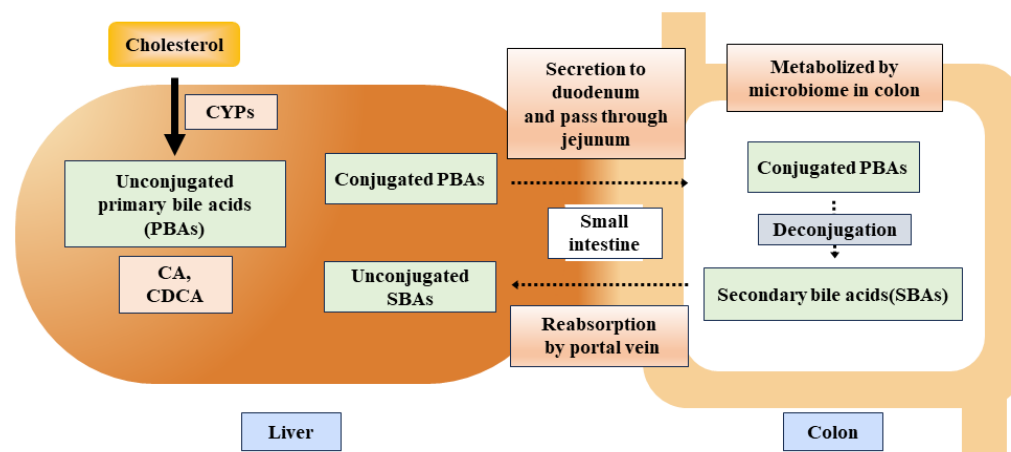 Cholesterol
CYPs
Unconjugated
primary bile acids
(PBAs)
CA,
CDCA
Conjugated PBAs
Unconjugated
SBAs
Secretion to
duodenum
and pass through
jejunum
Small
intestine
Reabsorption
by portal vein
Metabolized by
microbiome in colon
Conjugated PBAs
Deconjugation
Secondary bile acids(SBAs)
Liver
Colon